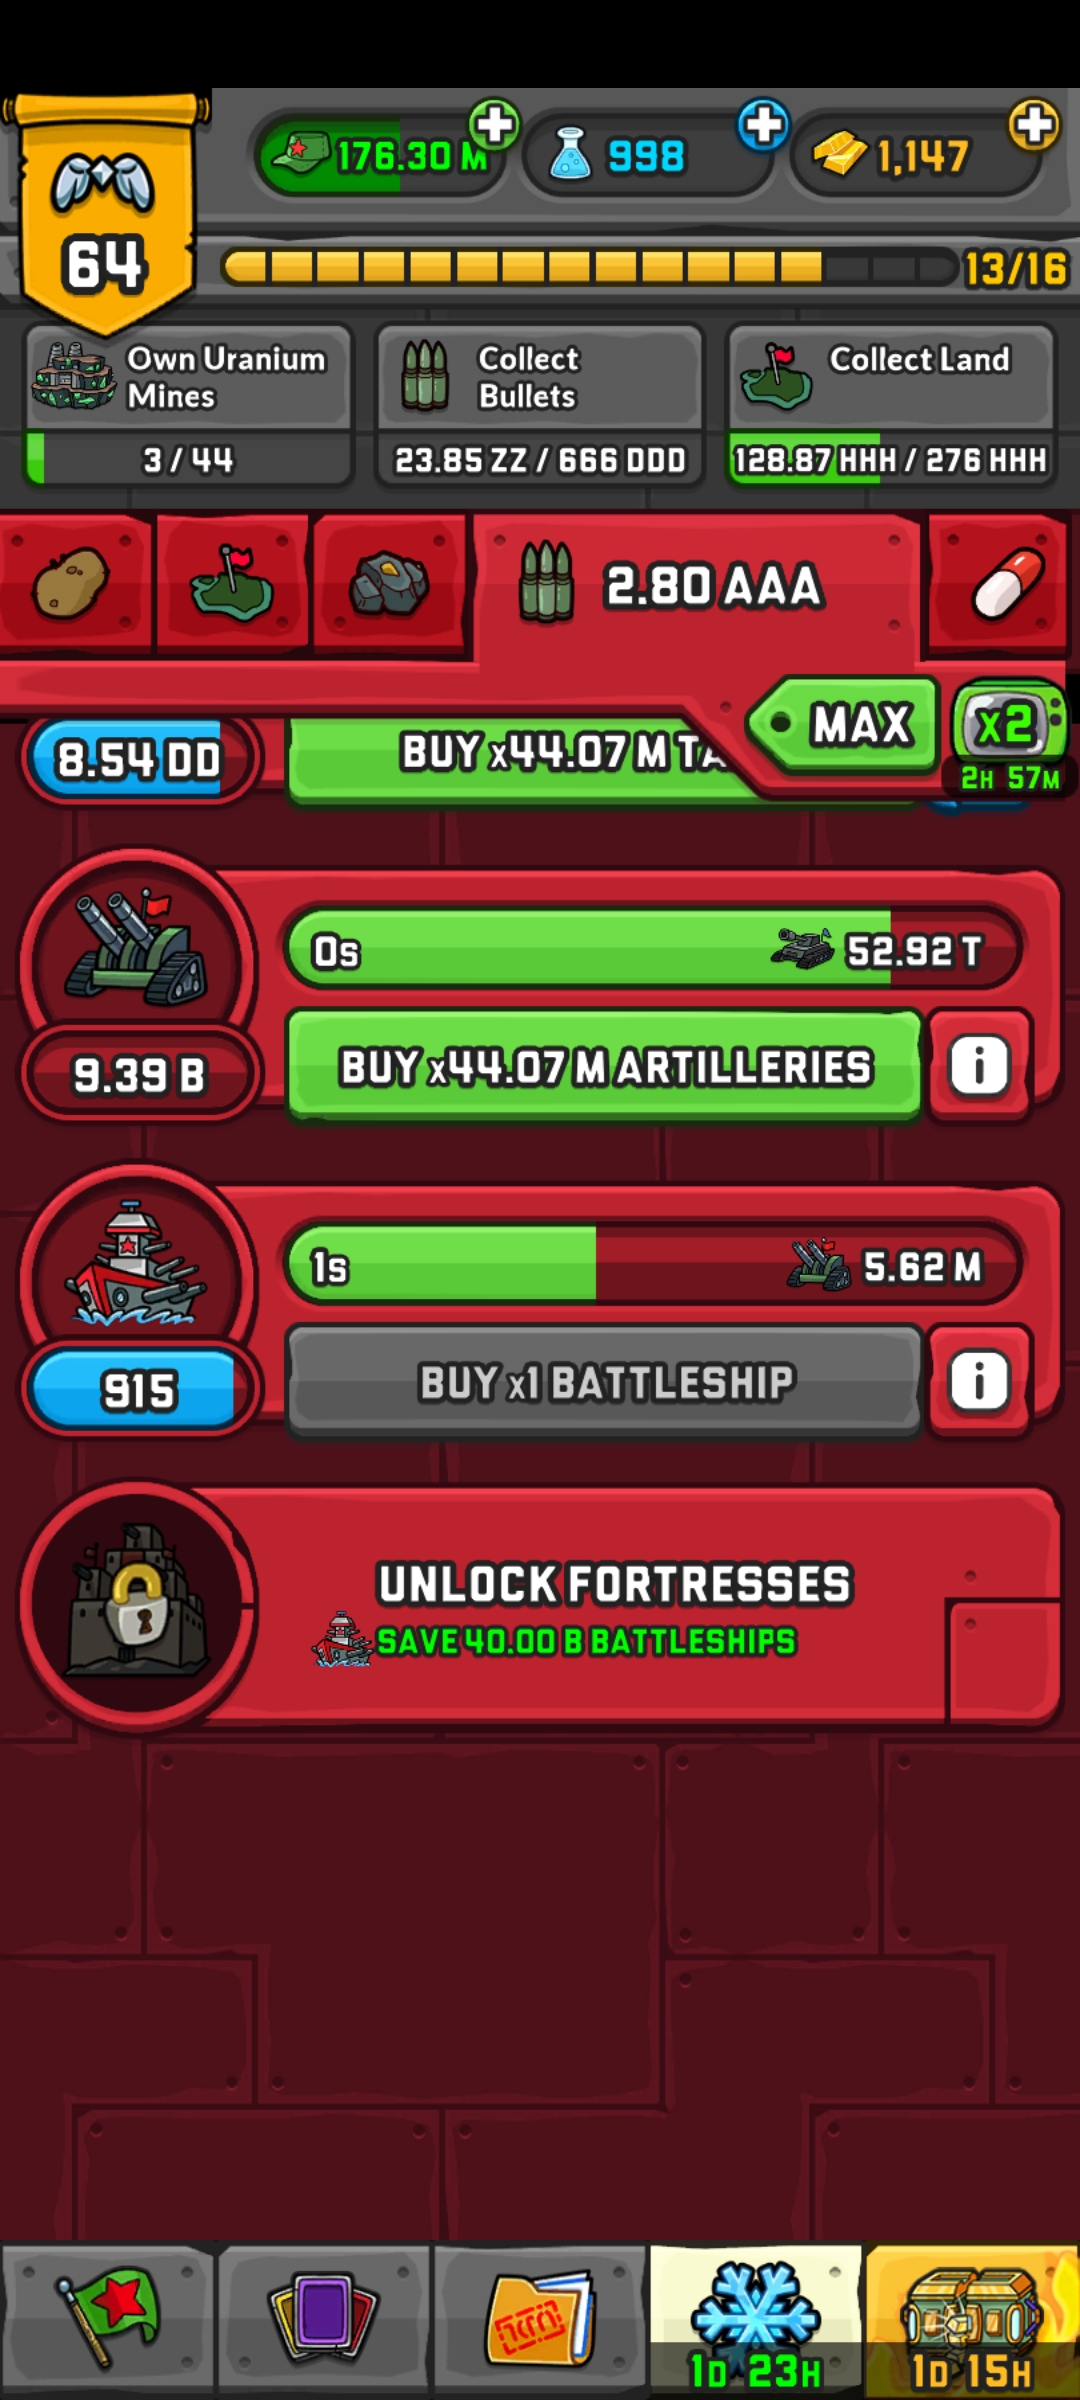 176.30 M
998
1,147
64
13/16
Own Uranium
Mines
3 / 44
Collect
Bullets
23.85 ZZ / 666 DDD
Collect Land
128.87 HHH / 276 HHH
2.80 AAA
MAX
x2
2H 57M
8.54 DD
BUY x44.07 M TA
0s
52.92 T
9.39 B
BUY x44.07 M ARTILLERIES
i
1s
5.62 M
915
BUY x1 BATTLESHIP
i
UNLOCK FORTRESSES
SAVE 40.00 B BATTLESHIPS
1D 23H
1D 15H